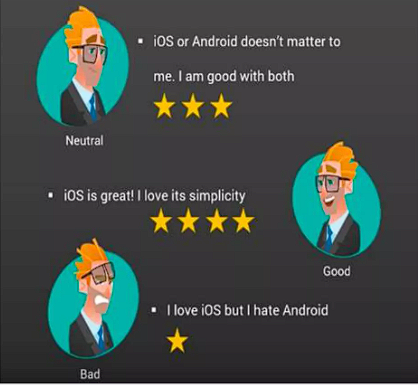 ▪ iOS or Android doesn't matter to
me. I am good with both
Neutral
▪ iOS is great! I love its simplicity
Good
▪ I love iOS but I hate Android
Bad